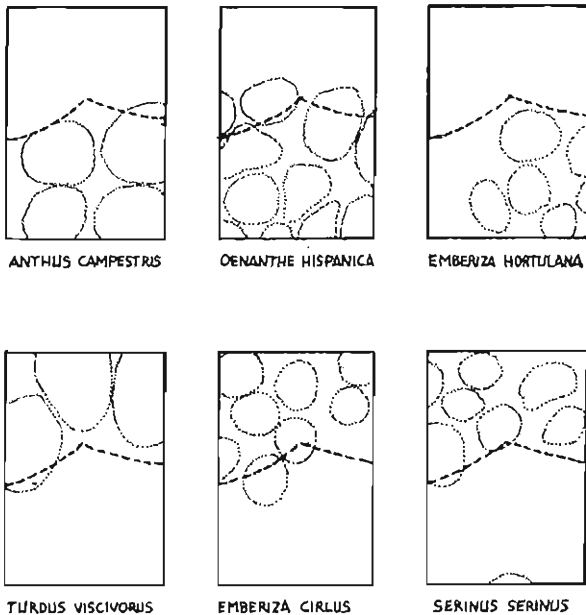 ANTHUS CAMPESTRIS
OENANTHE HISPANICA
EMBERIZA HORTULANA
TURDUS VISCIVORUS
EMBERIZA CIRLUS
SERINUS SERINUS